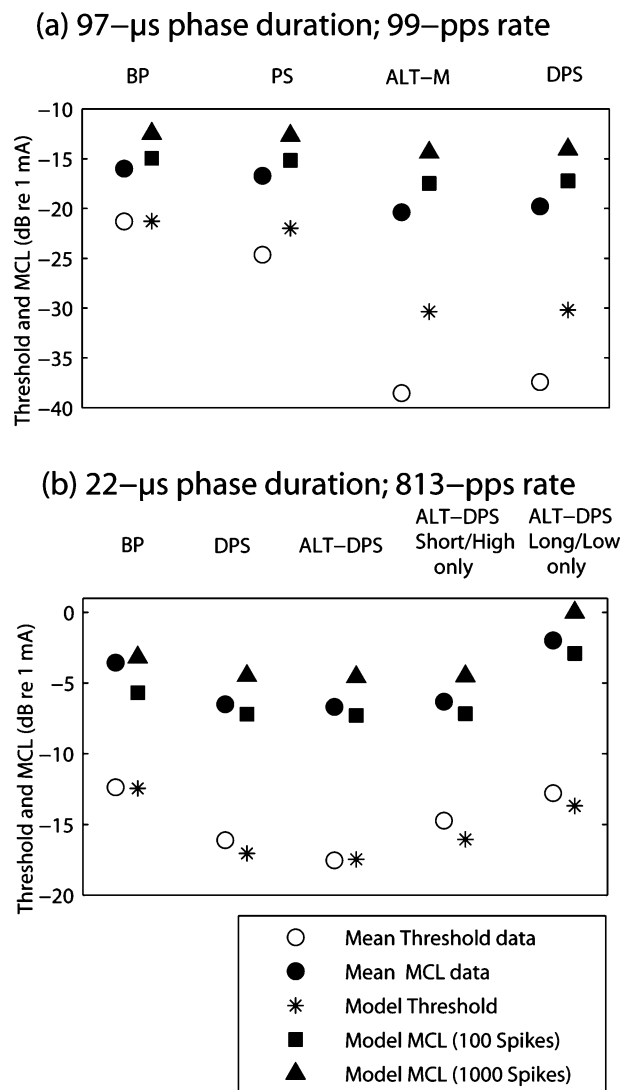 (a) 97−µs phase duration; 99−pps rate
BP PS ALT−M DPS
Threshold and MCL (dB re 1 mA)
−10
−15
−20
−25
−30
−35
−40
(b) 22−µs phase duration; 813−pps rate
BP DPS ALT−DPS
ALT−DPS
Short/High
only
ALT−DPS
Long/Low
only
Threshold and MCL (dB re 1 mA)
0
−5
−10
−15
−20
Mean Threshold data
Mean MCL data
Model Threshold
Model MCL (100 Spikes)
Model MCL (1000 Spikes)